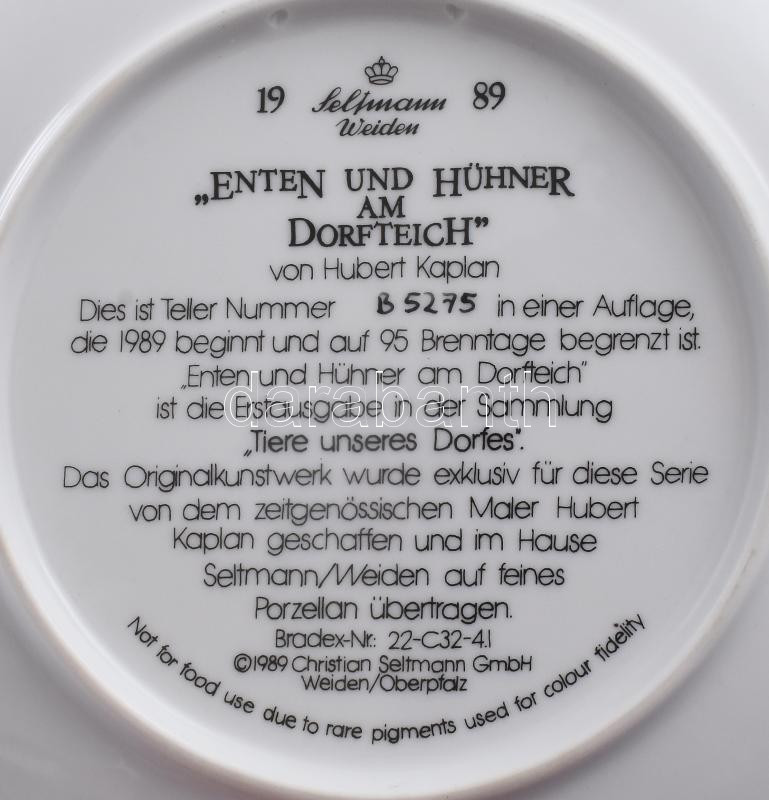 19 Seltmann 89
Weiden
„ENTEN UND HÜHNER
AM
DORFTEICH”
von Hubert Kaplan
Dies ist Teller Nummer B 5275 in einer Auflage,
die 1989 beginnt und auf 95 Brenntage begrenzt ist.
„Enten und Hühner am Dorfteich”
ist die Erstausgabe in der Sammlung
„Tiere unseres Dorfes”.
Das Originalkunstwerk wurde exklusiv für diese Serie
von dem zeitgenössischen Maler Hubert
Kaplan geschaffen und im Hause
Seltmann/Weiden auf feines
Porzellan übertragen.
Bradex-Nr.: 22-C32-4.1
©1989 Christian Seltmann GmbH
Weiden/Oberpfalz
Not for food use due to rare pigments used for colour fidelity
darabanth